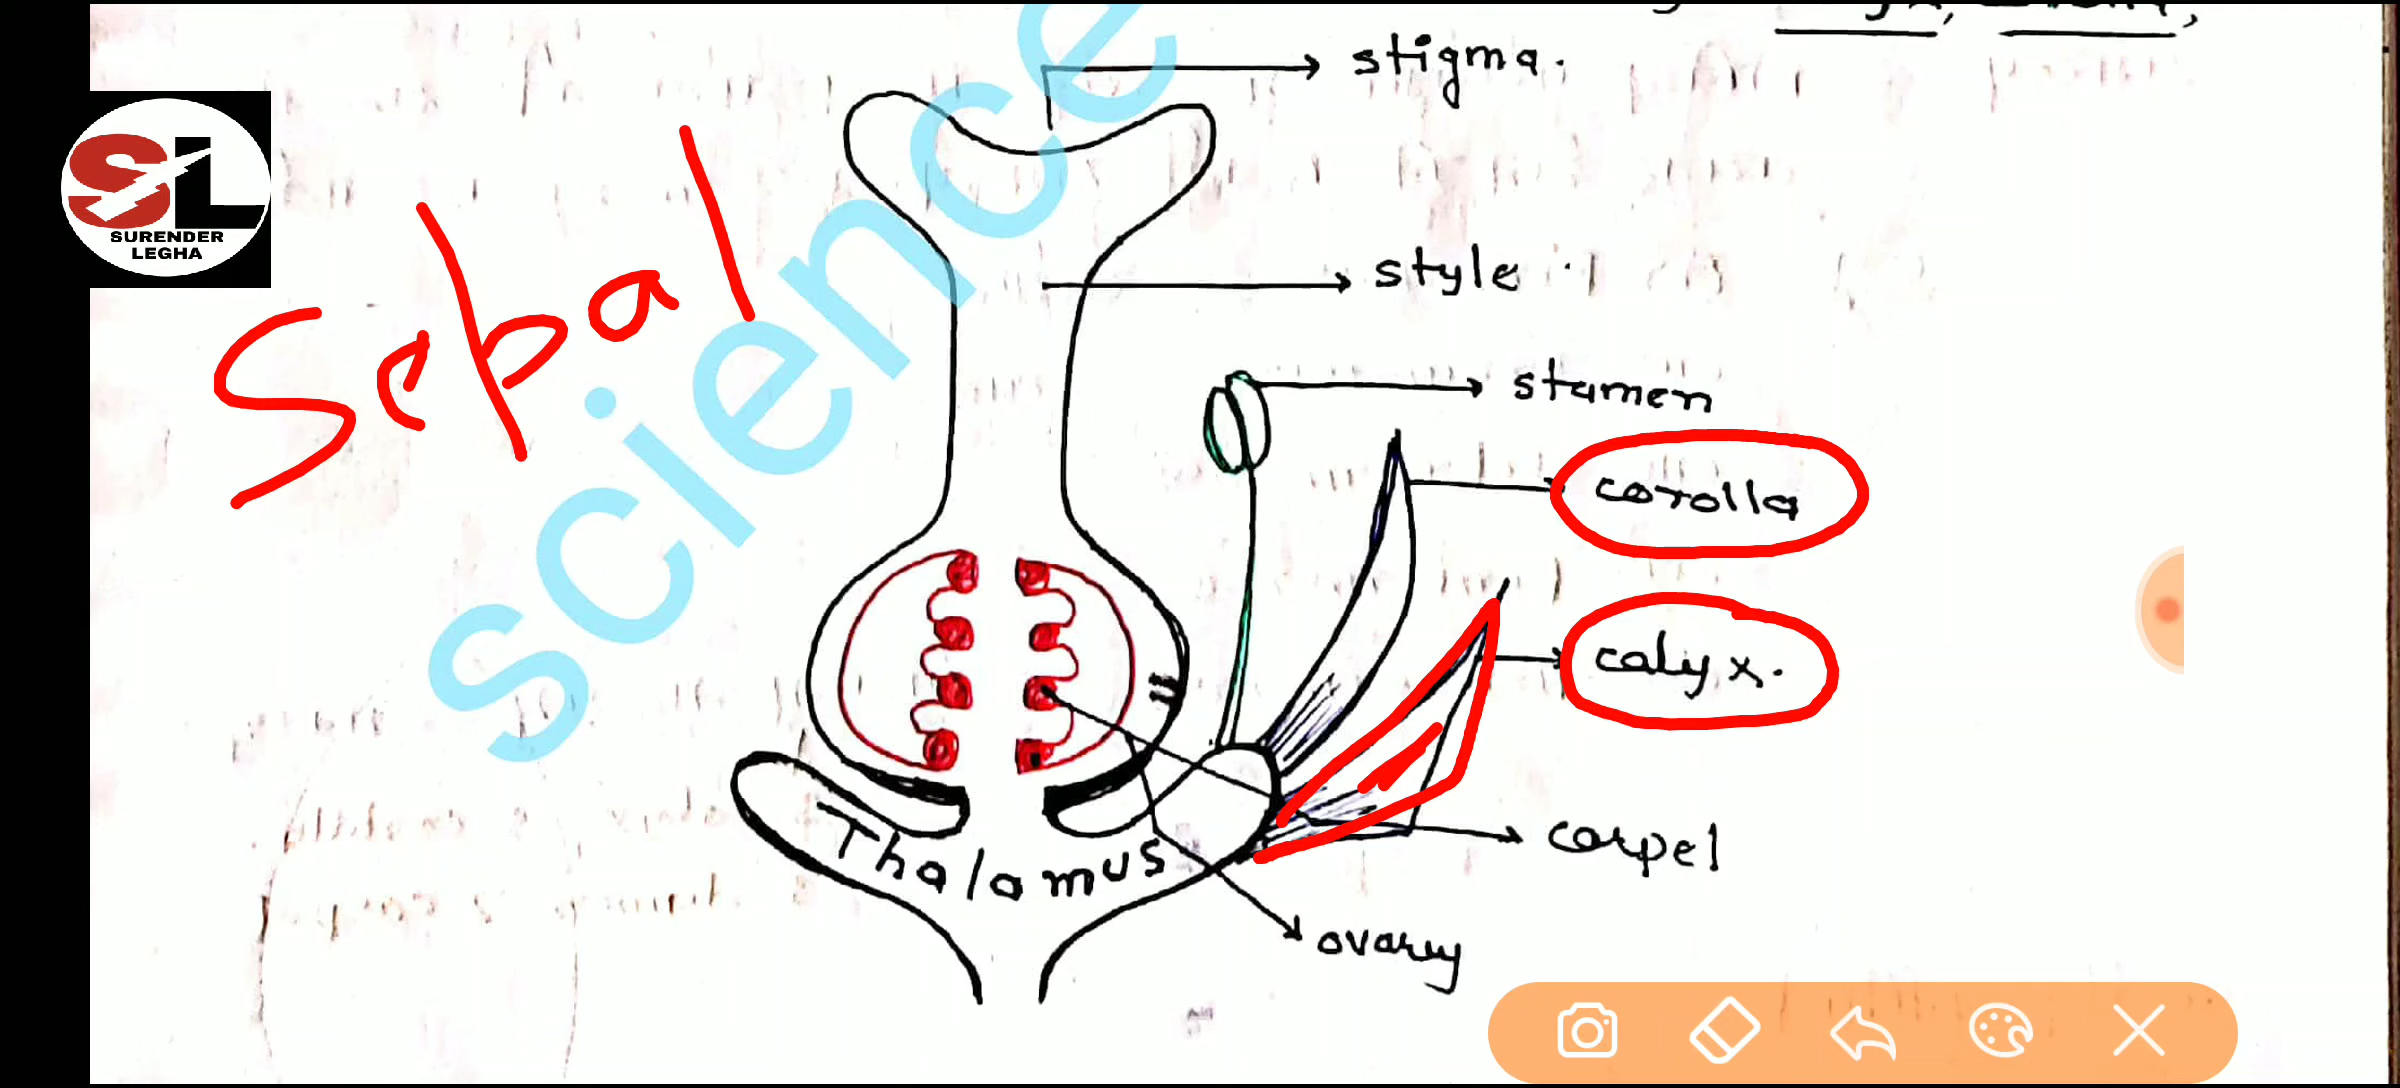 stigma.
SURENDER
LEGHA
Sepal
science
style
stamen
corolla
calyx.
carpel
Thalamus
ovary